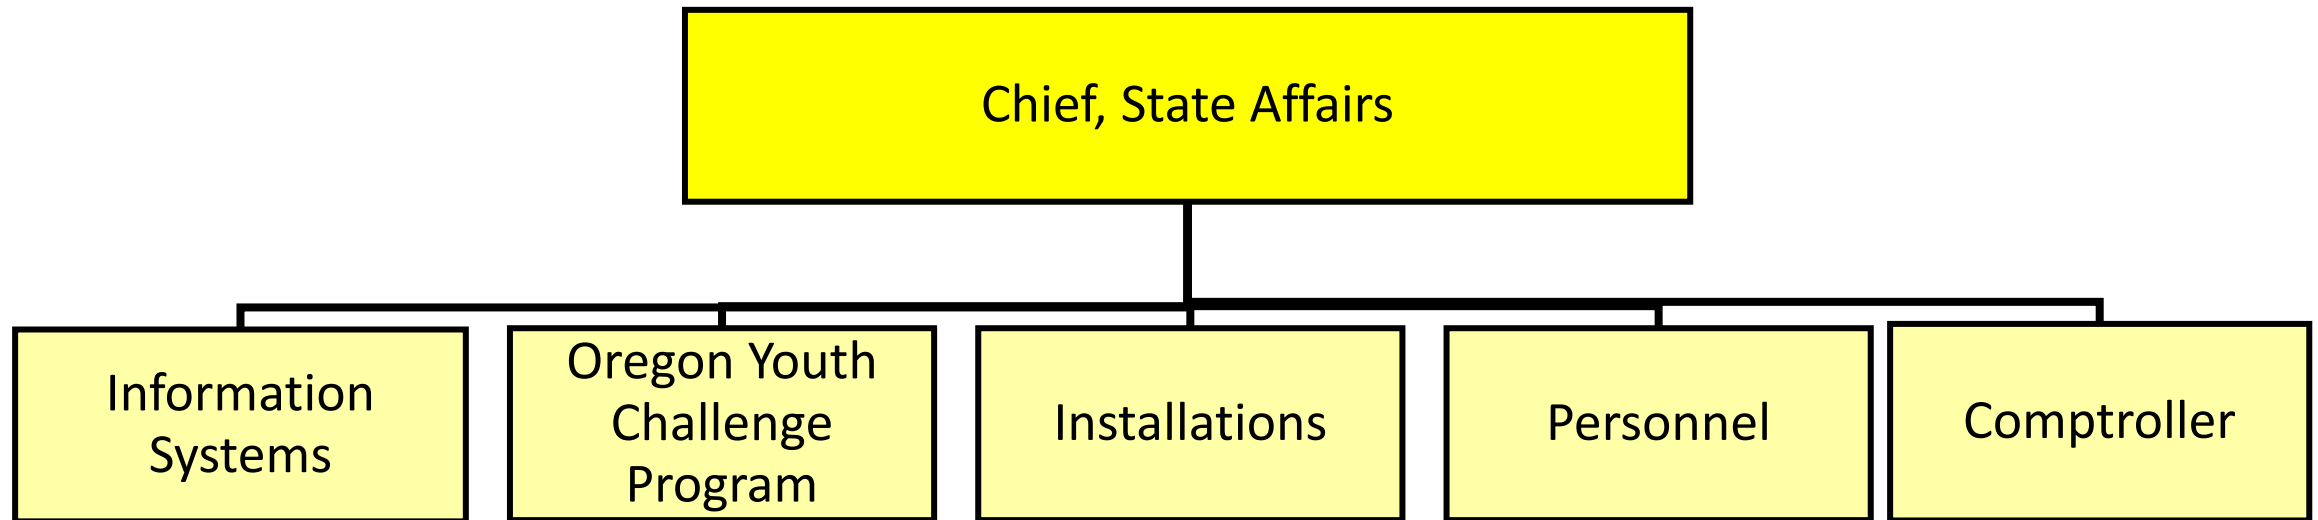 Chief, State Affairs
Information
Systems
Oregon Youth
Challenge
Program
Installations
Personnel
Comptroller